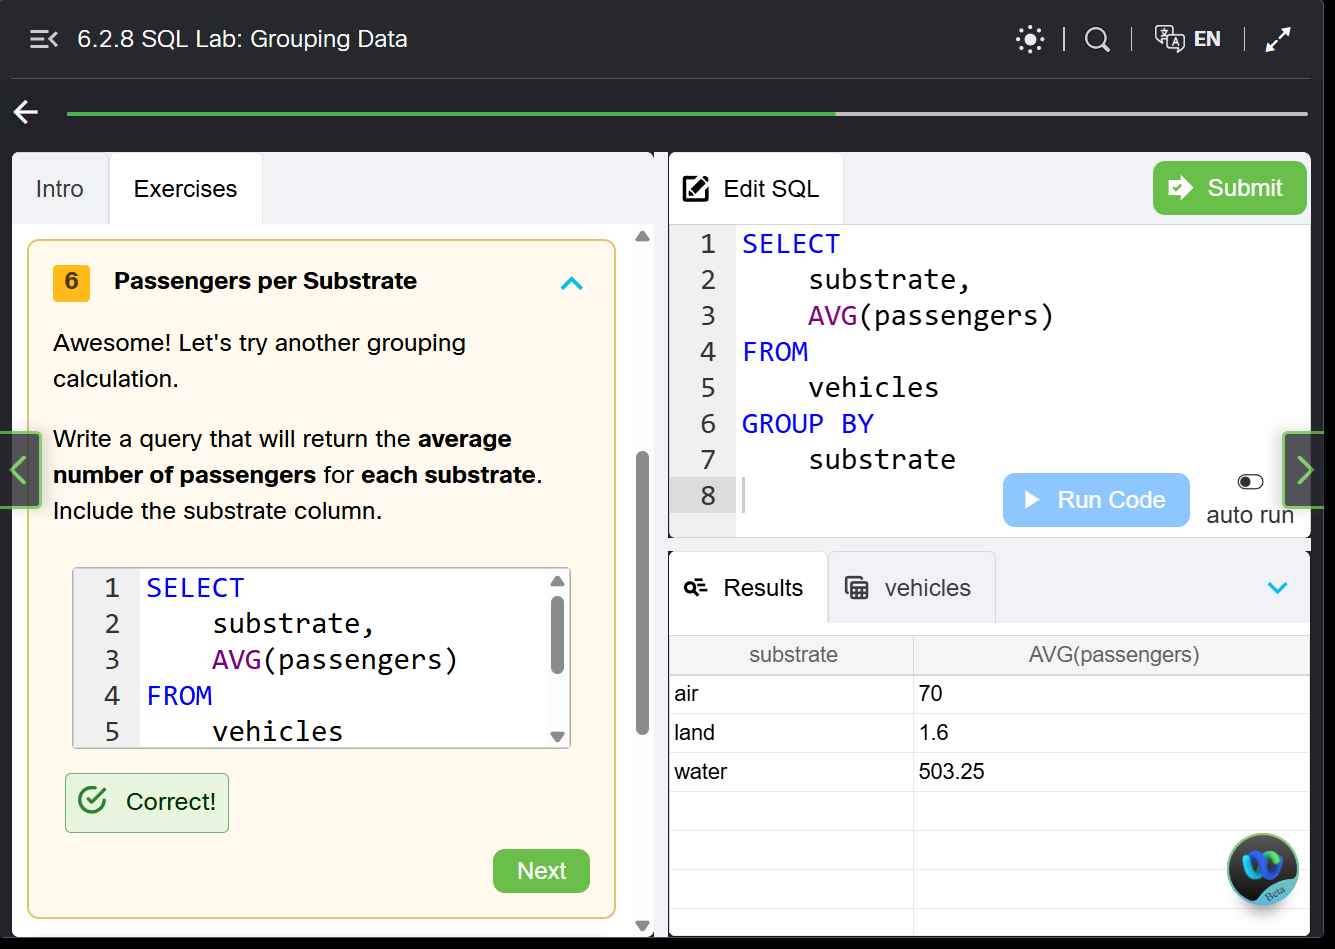 6.2.8 SQL Lab: Grouping Data
EN
Intro
Exercises
6
Passengers per Substrate
Awesome! Let's try another grouping
calculation.
Write a query that will return the average
number of passengers for each substrate.
Include the substrate column.
1 SELECT
2 substrate,
3 AVG(passengers)
4 FROM
5 vehicles
Correct!
Next
Edit SQL
Submit
1 SELECT
2 substrate,
3 AVG(passengers)
4 FROM
5 vehicles
6 GROUP BY
7 substrate
8
Run Code
auto run
Results
vehicles
substrate AVG(passengers)
air 70
land 1.6
water 503.25
Beta